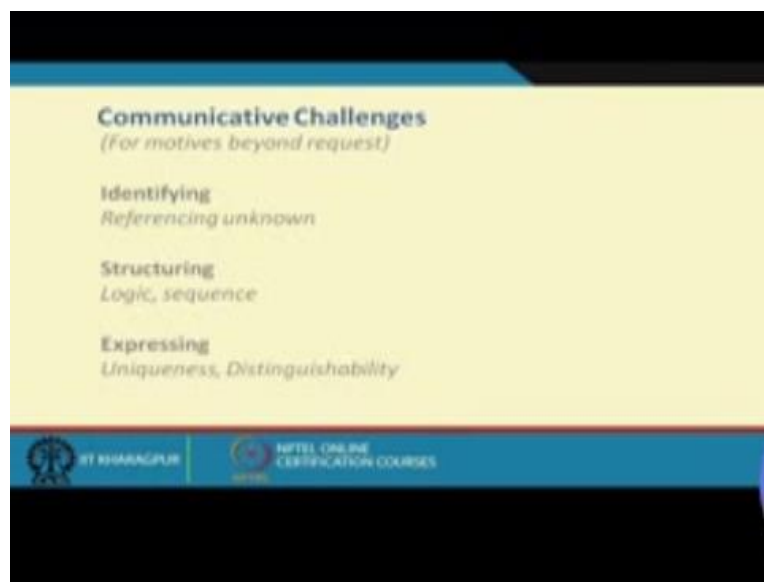 Communicative Challenges
(For motives beyond request)
Identifying
Referencing unknown
Structuring
Logic, sequence
Expressing
Uniqueness, Distinguishability
IIT KHARAGPUR
NPTEL
NPTEL ONLINE
CERTIFICATION COURSES